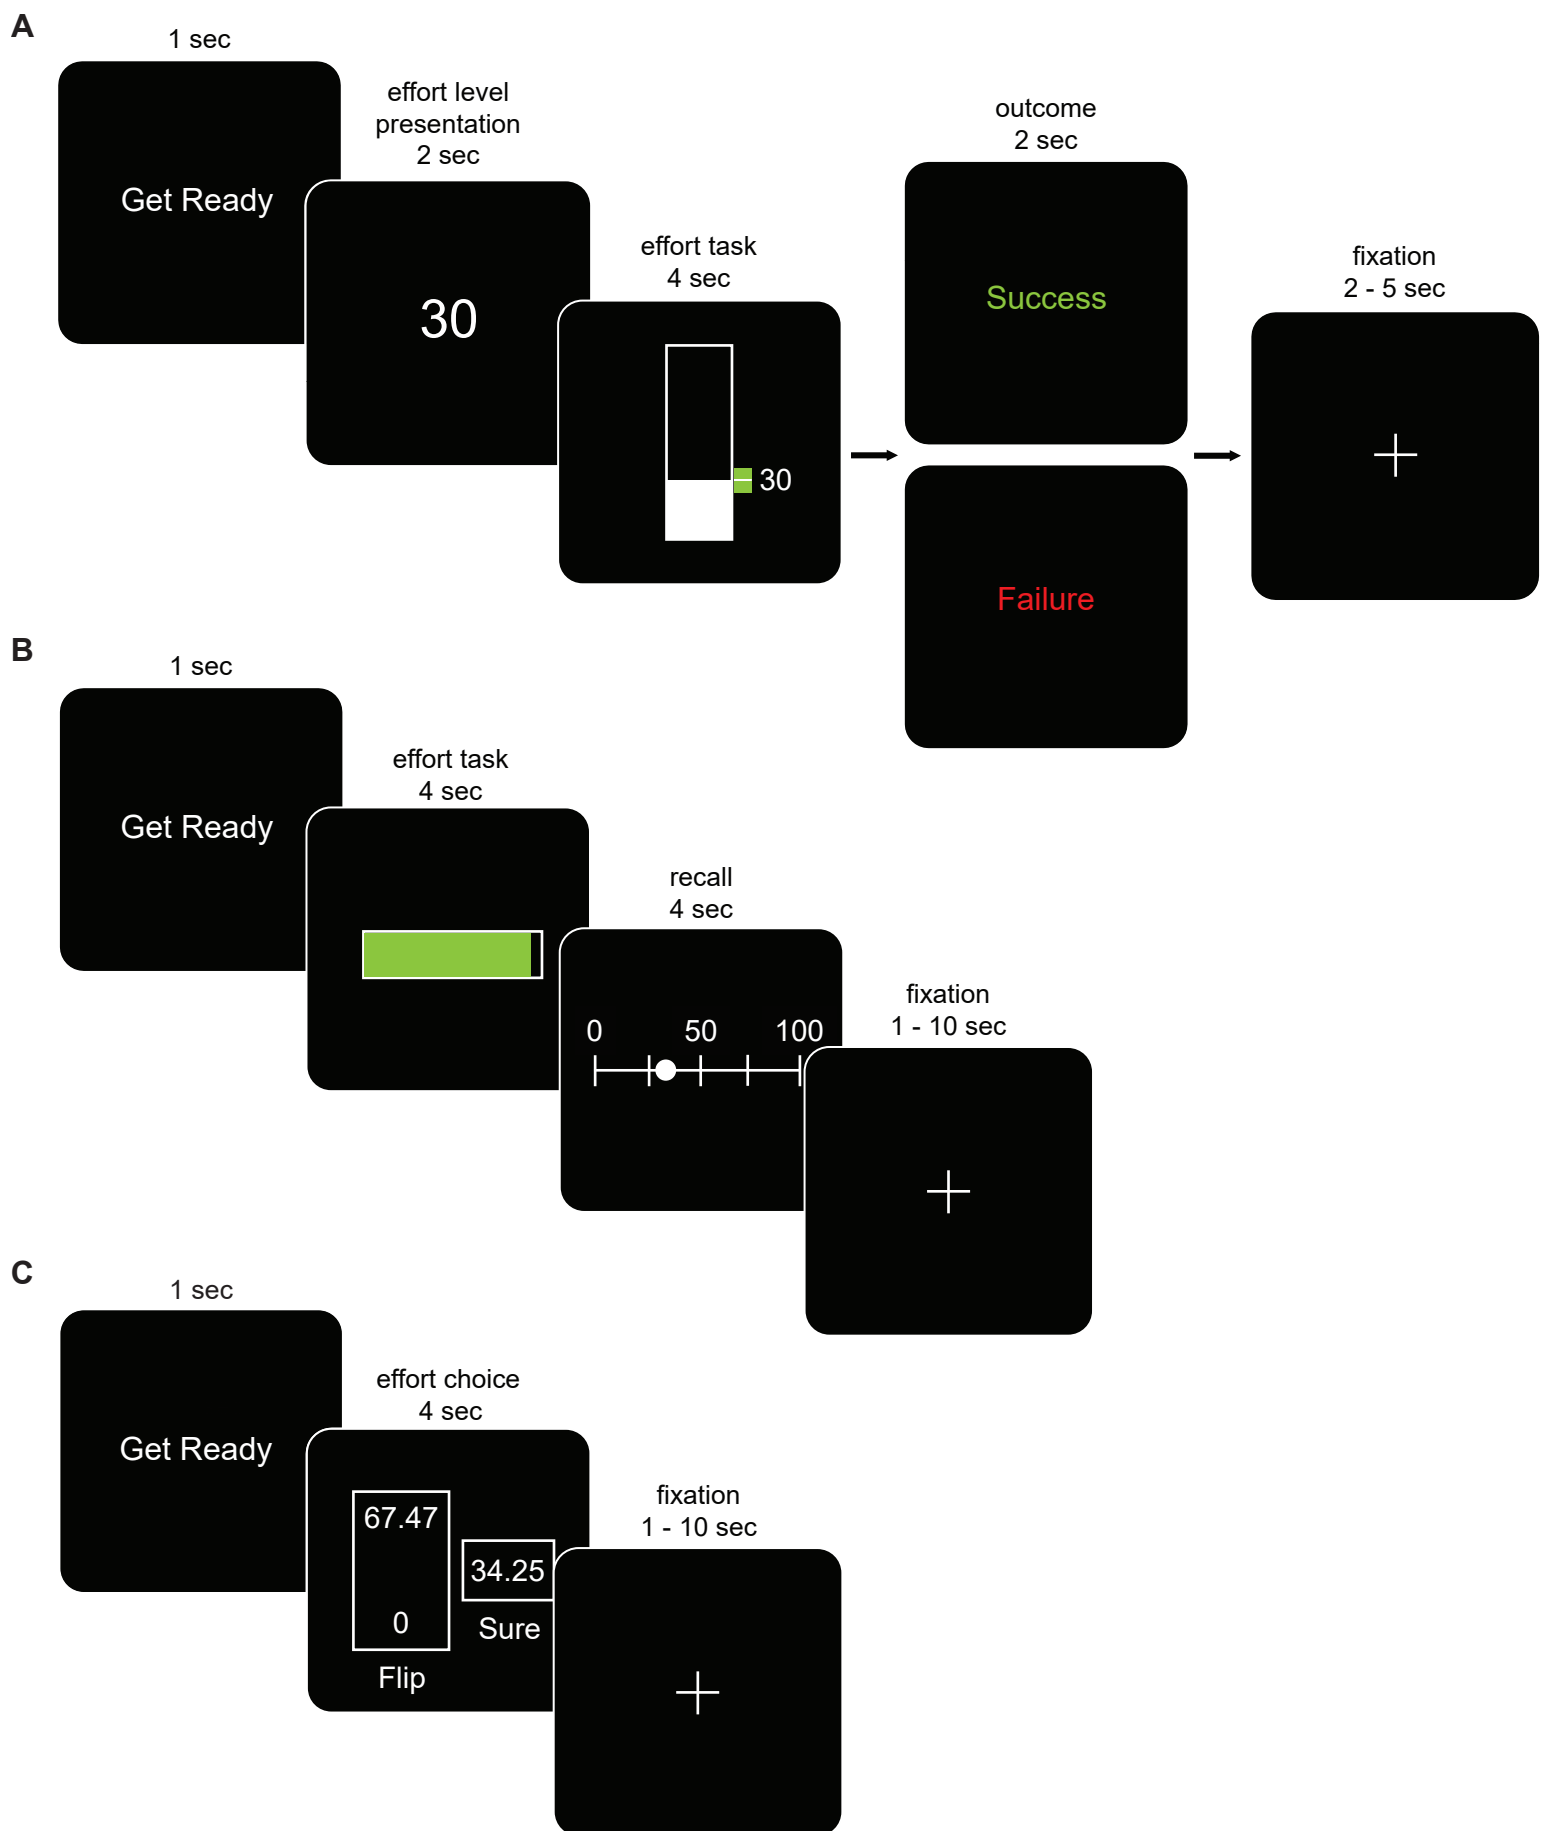 A
1 sec
Get Ready
effort level
presentation
2 sec
30
effort task
4 sec
30
outcome
2 sec
Success
Failure
fixation
2 - 5 sec
B
1 sec
Get Ready
effort task
4 sec
recall
4 sec
0 50 100
fixation
1 - 10 sec
C
1 sec
Get Ready
effort choice
4 sec
67.47
0
Flip
34.25
Sure
fixation
1 - 10 sec